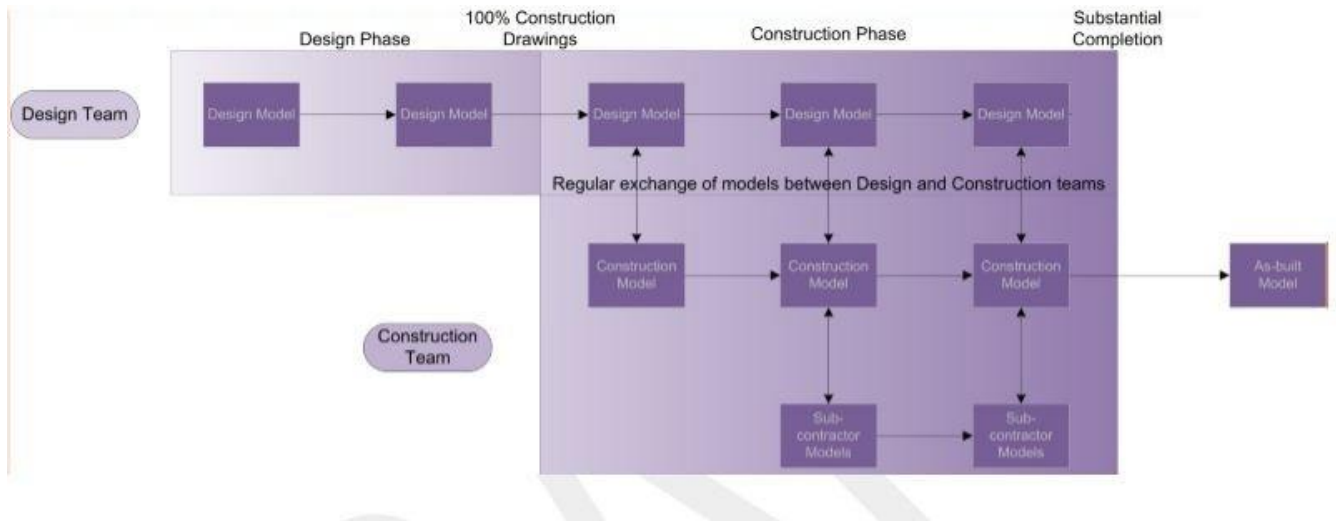 Design Phase
100% Construction
Drawings
Construction Phase
Substantial
Completion
Design Team
Design Model
Design Model
Design Model
Design Model
Design Model
Regular exchange of models between Design and Construction teams
Construction
Model
Construction
Model
Construction
Model
As-built
Model
Construction
Team
Sub-
contractor
Models
Sub-
contractor
Models